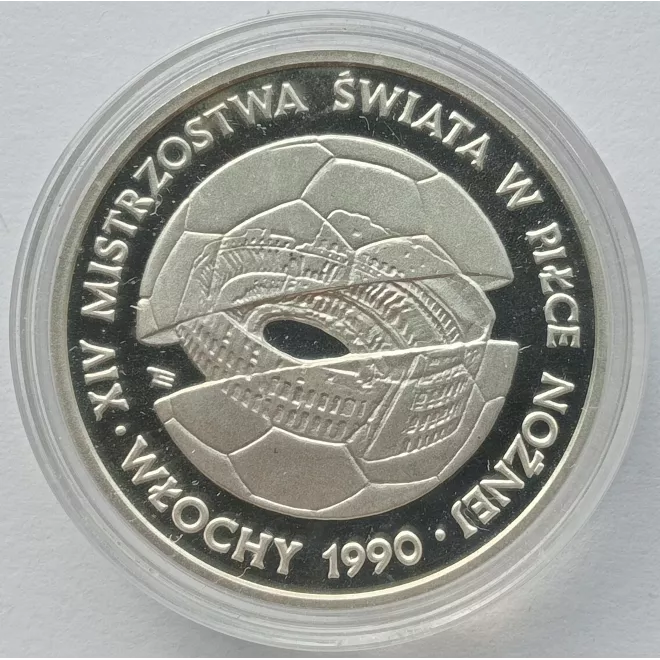 XIV MISTRZOSTWA ŚWIATA W PIŁCE NOŻNEJ
· WŁOCHY 1990 ·